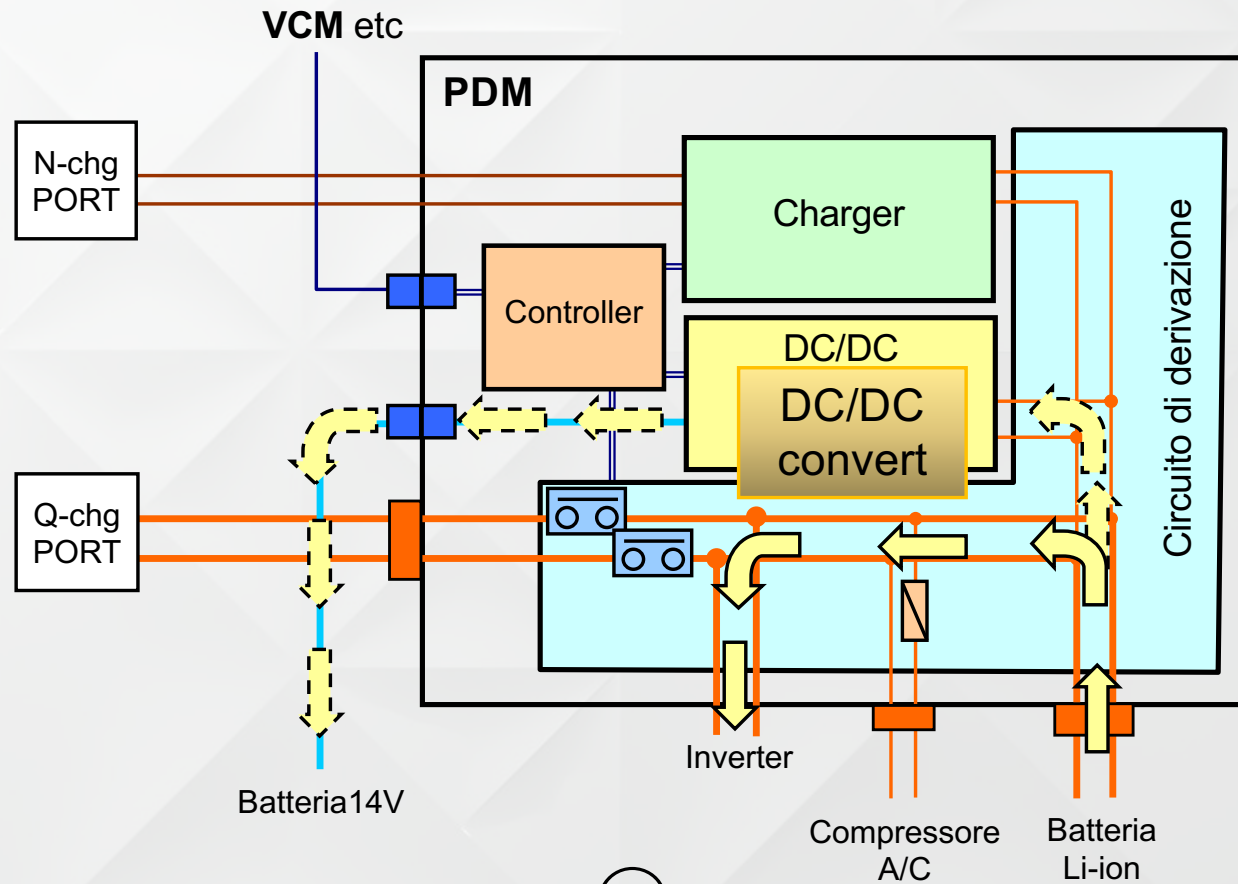 VCM etc
PDM
N-chg
PORT
Charger
Controller
Circuito di derivazione
DC/DC
DC/DC
convert
Q-chg
PORT
Inverter
Batteria14V
Compressore
A/C
Batteria
Li-ion